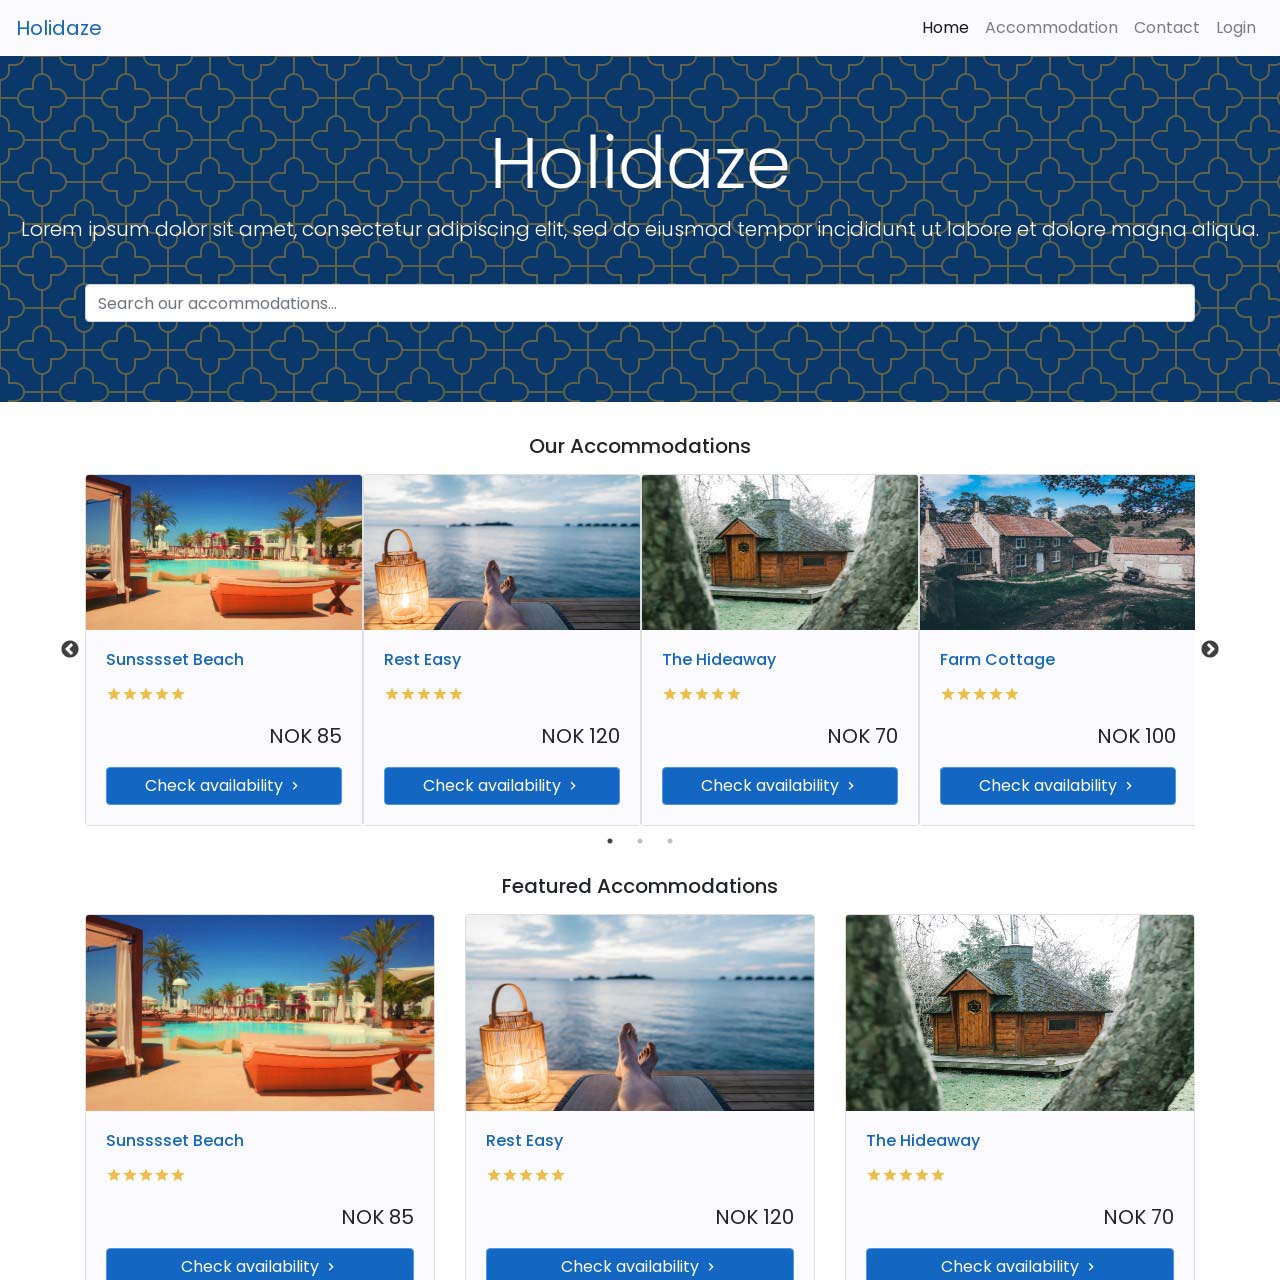 Holidaze
Home Accommodation Contact Login
Holidaze
Lorem ipsum dolor sit amet, consectetur adipiscing elit, sed do eiusmod tempor incididunt ut labore et dolore magna aliqua.
Search our accommodations...
Our Accommodations
Sunsssset Beach
NOK 85
Check availability
Rest Easy
NOK 120
Check availability
The Hideaway
NOK 70
Check availability
Farm Cottage
NOK 100
Check availability
Featured Accommodations
Sunsssset Beach
NOK 85
Check availability
Rest Easy
NOK 120
Check availability
The Hideaway
NOK 70
Check availability